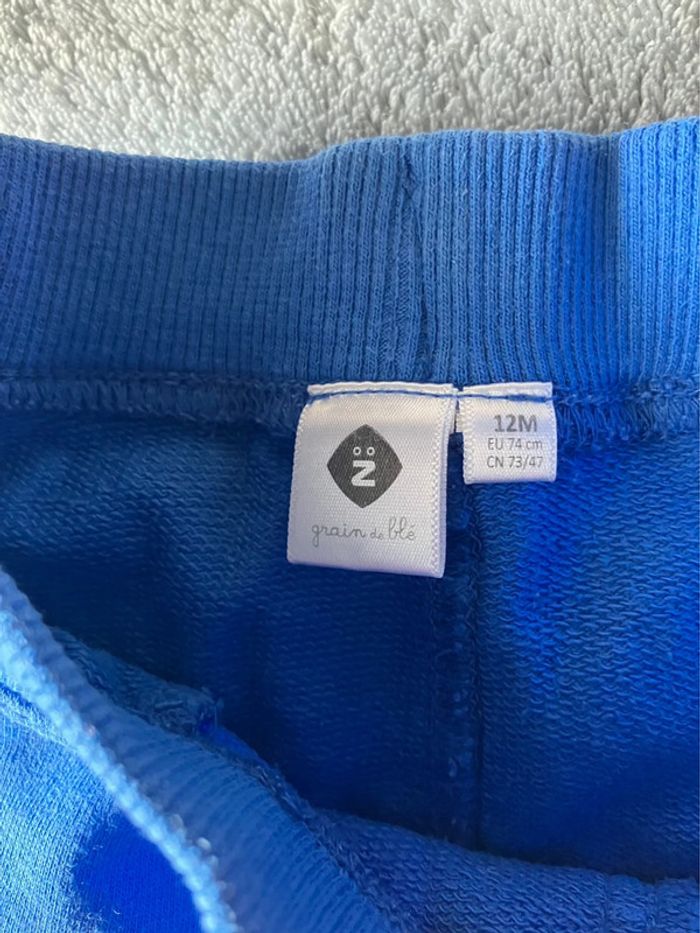 Z
grain de blé
12M
EU 74 cm
CN 73/47